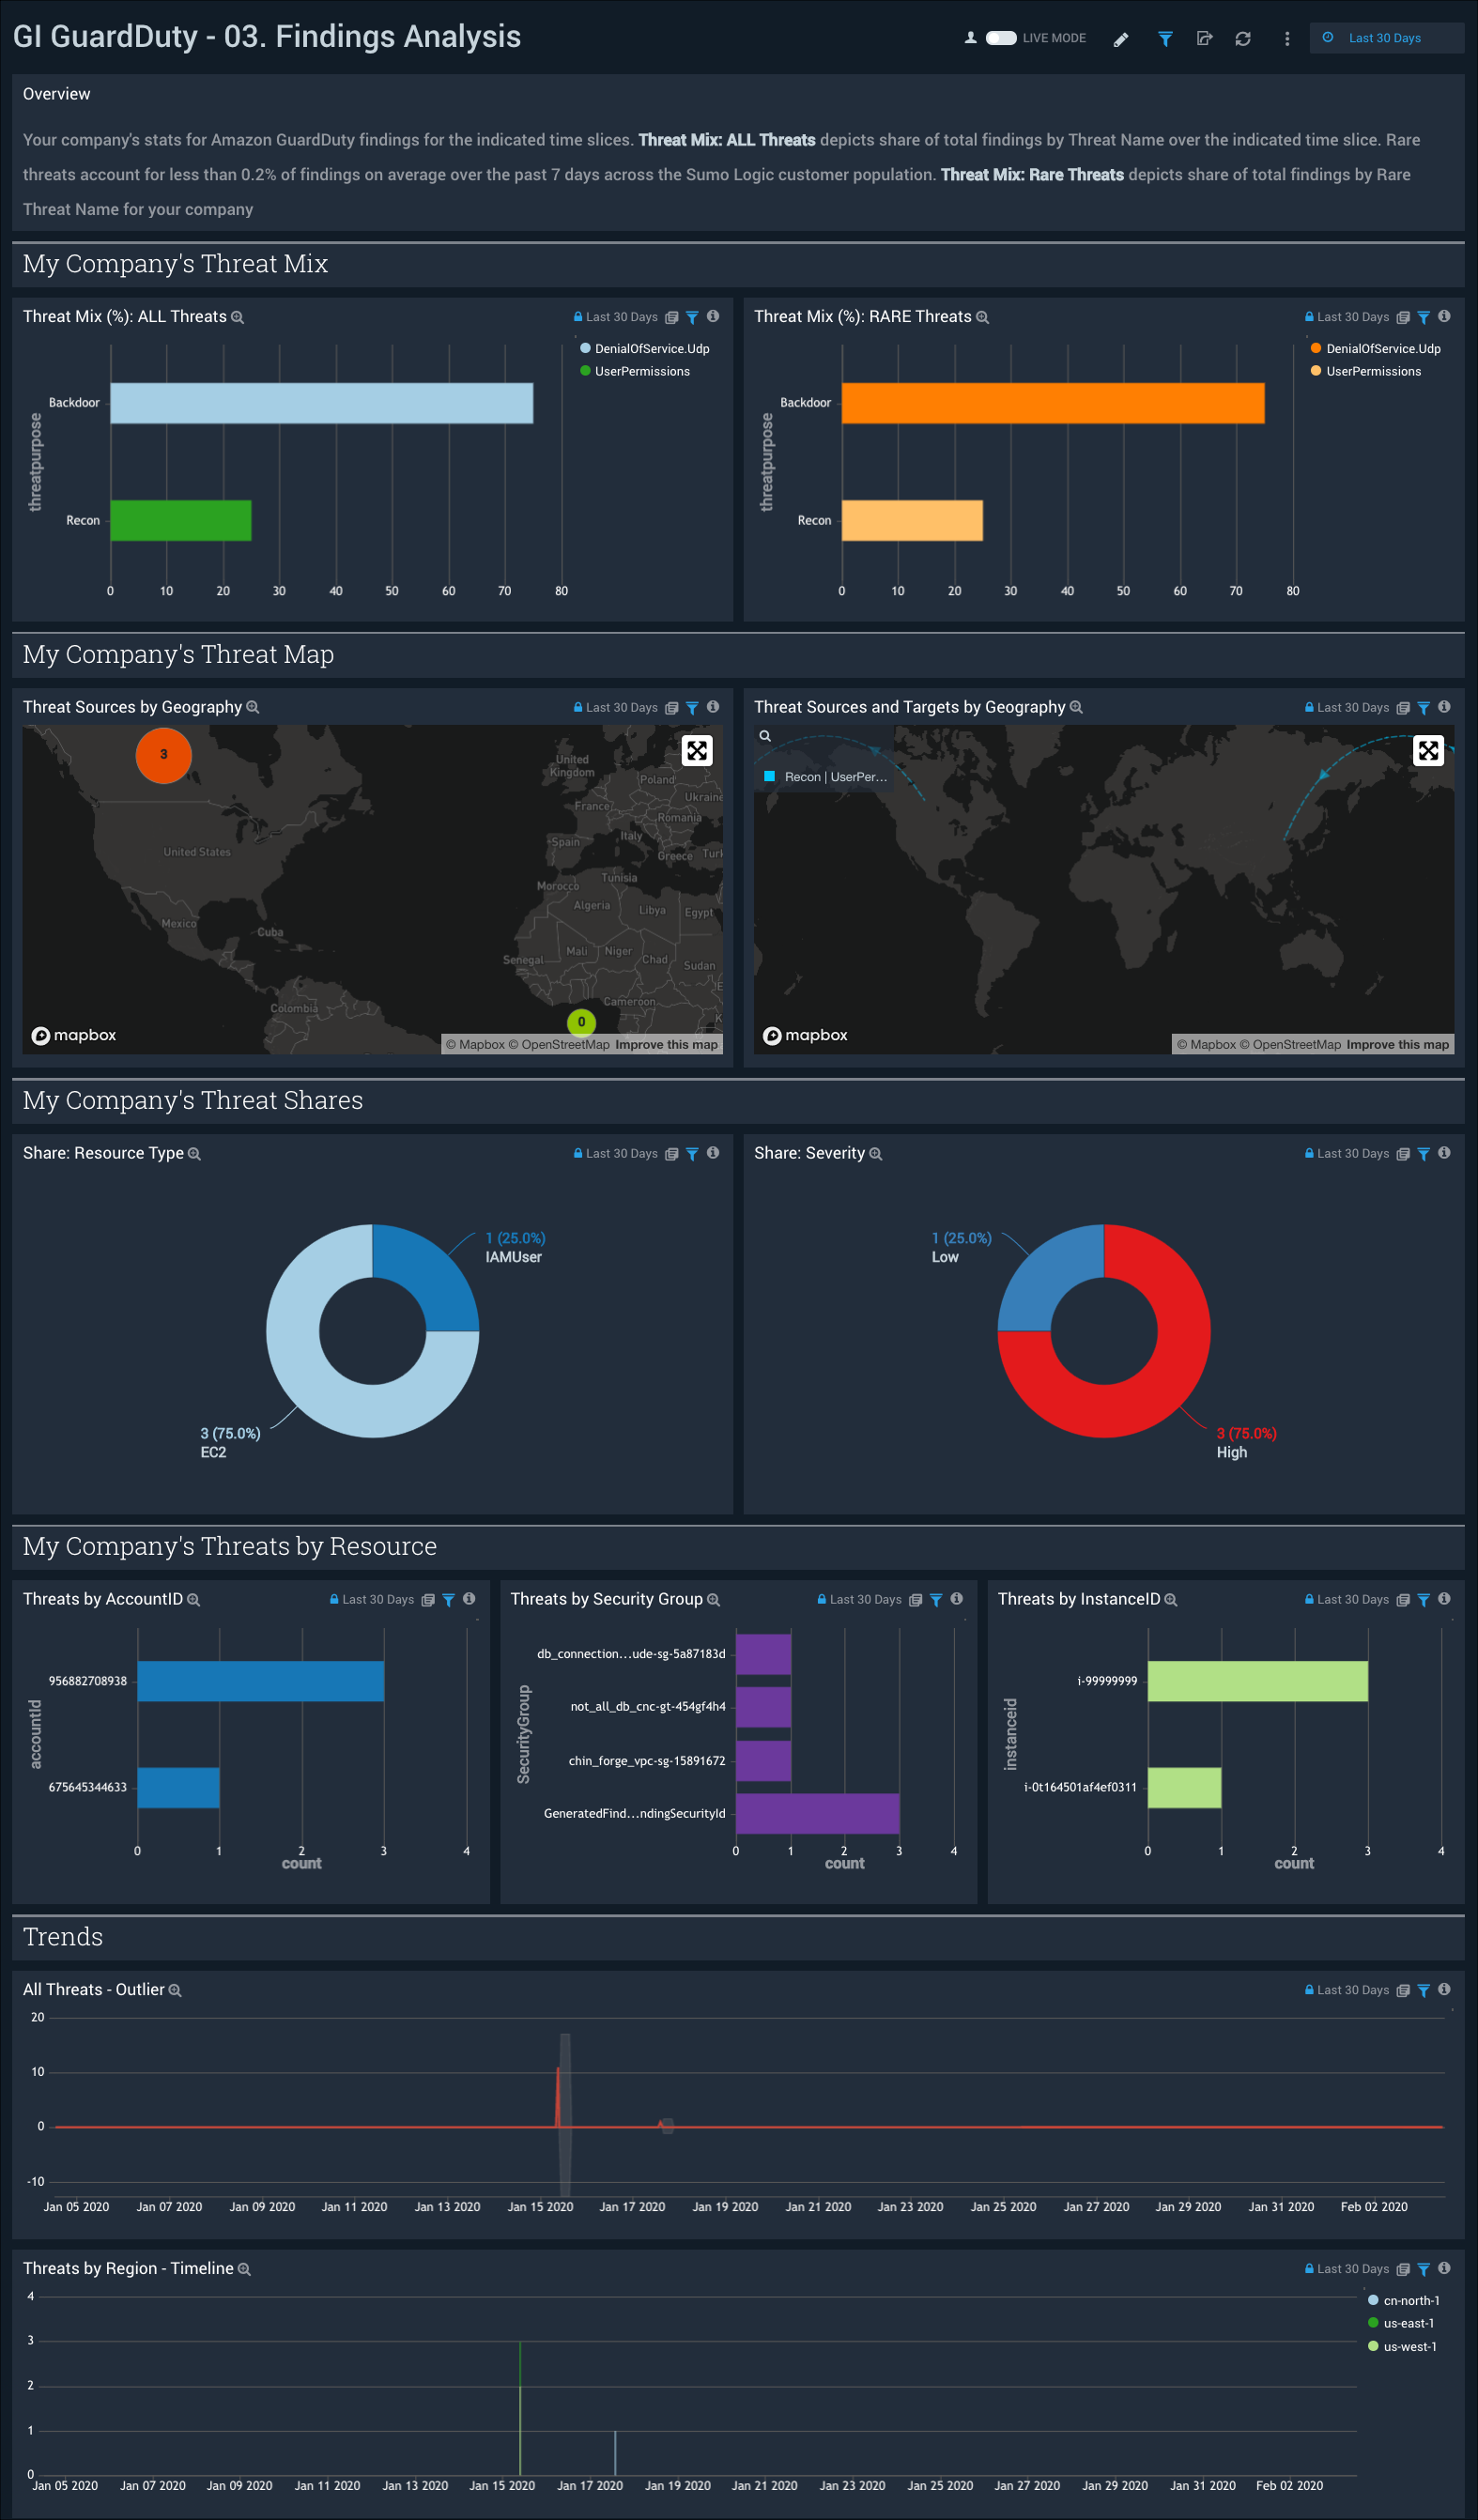 GI GuardDuty - 03. Findings Analysis
LIVE MODE
Last 30 Days
Overview
Your company's stats for Amazon GuardDuty findings for the indicated time slices. Threat Mix: ALL Threats depicts share of total findings by Threat Name over the indicated time slice. Rare
threats account for less than 0.2% of findings on average over the past 7 days across the Sumo Logic customer population. Threat Mix: Rare Threats depicts share of total findings by Rare
Threat Name for your company
My Company's Threat Mix
Threat Mix (%): ALL Threats
Last 30 Days
DenialOfService.Udp
UserPermissions
threatpurpose
Backdoor
Recon
0 10 20 30 40 50 60 70 80
Threat Mix (%): RARE Threats
Last 30 Days
DenialOfService.Udp
UserPermissions
threatpurpose
Backdoor
Recon
0 10 20 30 40 50 60 70 80
My Company's Threat Map
Threat Sources by Geography
Last 30 Days
3
United
Kingdom
Poland
Ukraine
France
Romania
Italy
Spain
Greece
Turk
United States
Tunisia
Morocco
Algeria
Libya
Egypt
Mexico
Cuba
Mali
Niger
Chad
Senegal
Sudan
Cameroon
Colombia
0
mapbox
© Mapbox © OpenStreetMap Improve this map
Threat Sources and Targets by Geography
Last 30 Days
Recon | UserPer...
mapbox
© Mapbox © OpenStreetMap Improve this map
My Company's Threat Shares
Share: Resource Type
Last 30 Days
1 (25.0%)
IAMUser
3 (75.0%)
EC2
Share: Severity
Last 30 Days
1 (25.0%)
Low
3 (75.0%)
High
My Company's Threats by Resource
Threats by AccountID
Last 30 Days
accountid
956882708938
675645344633
0 1 2 3 4
count
Threats by Security Group
Last 30 Days
SecurityGroup
db_connection...ude-sg-5a87183d
not_all_db_cnc-gt-454gf4h4
chin_forge_vpc-sg-15891672
GeneratedFind...ndingSecurityId
0 1 2 3 4
count
Threats by InstanceID
Last 30 Days
instanceid
i-99999999
i-0t164501af4ef0311
0 1 2 3 4
count
Trends
All Threats - Outlier
Last 30 Days
20
10
0
-10
Jan 05 2020 Jan 07 2020 Jan 09 2020 Jan 11 2020 Jan 13 2020 Jan 15 2020 Jan 17 2020 Jan 19 2020 Jan 21 2020 Jan 23 2020 Jan 25 2020 Jan 27 2020 Jan 29 2020 Jan 31 2020 Feb 02 2020
Threats by Region - Timeline
Last 30 Days
4
3
2
1
0
cn-north-1
us-east-1
us-west-1
Jan 05 2020 Jan 07 2020 Jan 09 2020 Jan 11 2020 Jan 13 2020 Jan 15 2020 Jan 17 2020 Jan 19 2020 Jan 21 2020 Jan 23 2020 Jan 25 2020 Jan 27 2020 Jan 29 2020 Jan 31 2020 Feb 02 2020